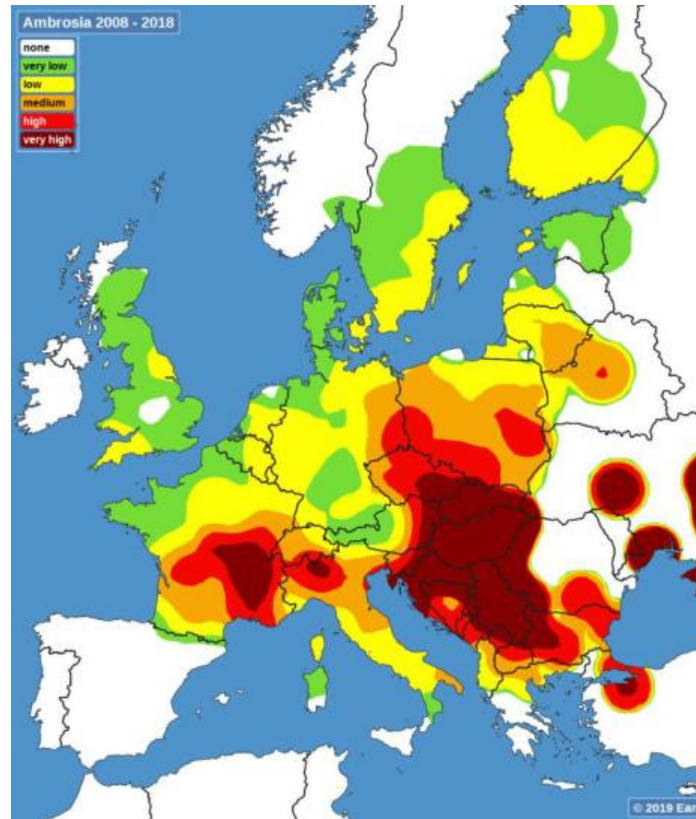 Ambrosia 2008 - 2018
none
very low
low
medium
high
very high
© 2019 Ear